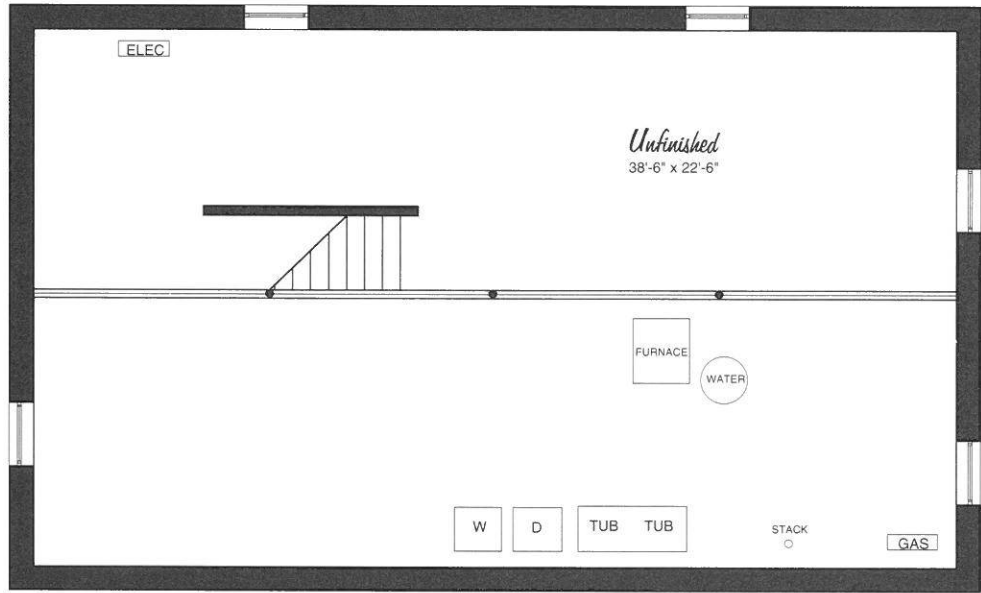 ELEC
Unfinished
38'-6" x 22'-6"
FURNACE
WATER
W
D
TUB TUB
STACK
GAS